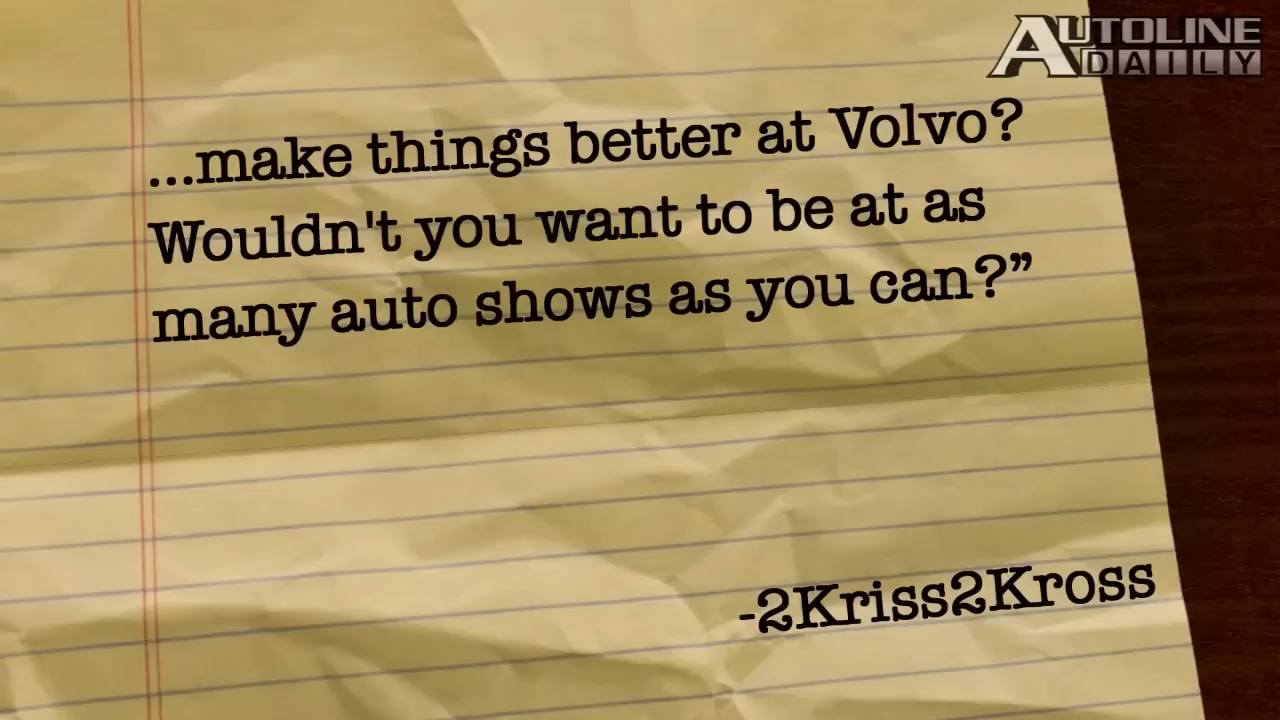 AUTOLINE
DAILY
...make things better at Volvo?
Wouldn't you want to be at as
many auto shows as you can?”
-2Kriss2Kross